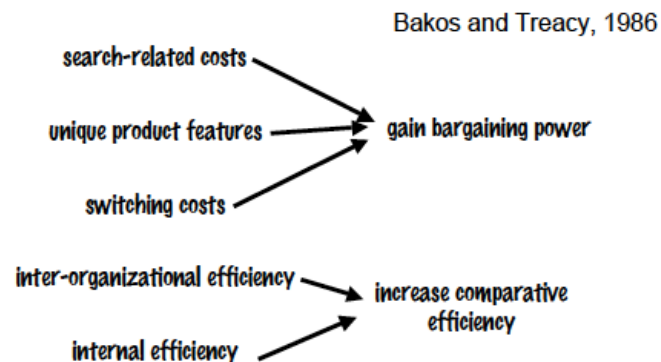 Bakos and Treacy, 1986
search-related costs
unique product features
gain bargaining power
switching costs
inter-organizational efficiency
increase comparative
efficiency
internal efficiency